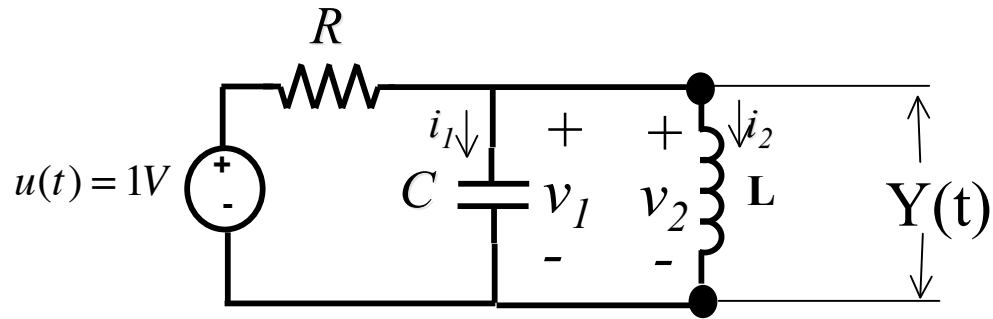 R
i1 + + i2
u(t) = 1V + - C v1 v2 L Y(t)
- -